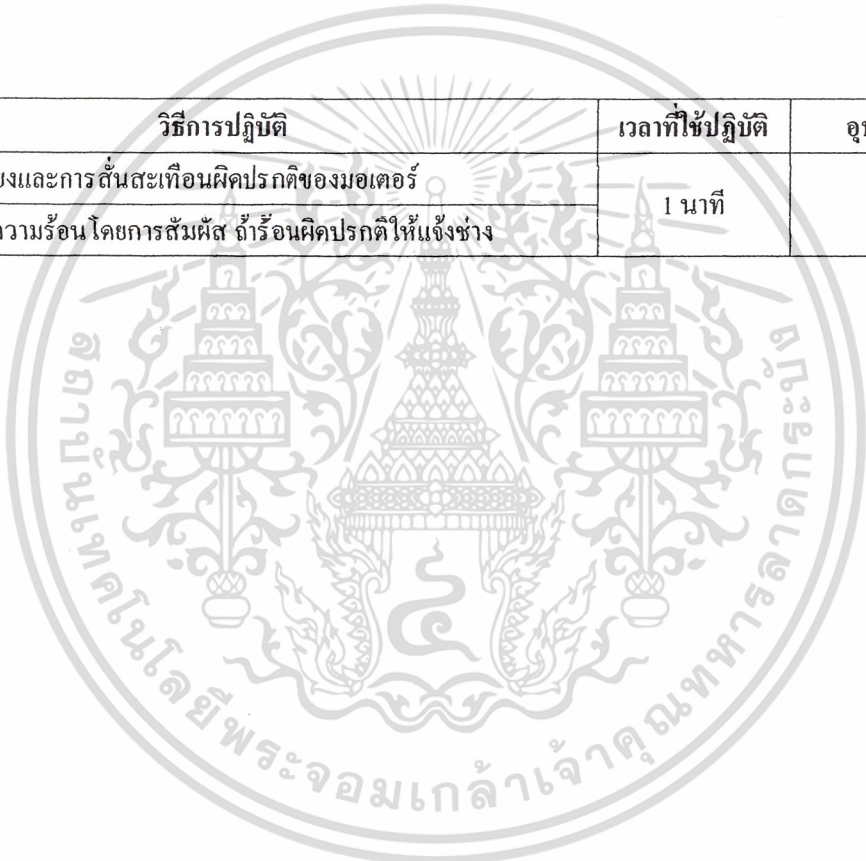 วิธีการปฏิบัติ เวลาที่ใช้ปฏิบัติ
และการสั่นสะเทือนผิดปรกติของมอเตอร์
1 นาที
ความร้อนโดยการสัมผัส ถ้าร้อนผิดปรกติให้แจ้งช่าง
สถาบันเทคโนโลยีพระจอมเกล้าเจ้าคุณทหารลาดกระบัง